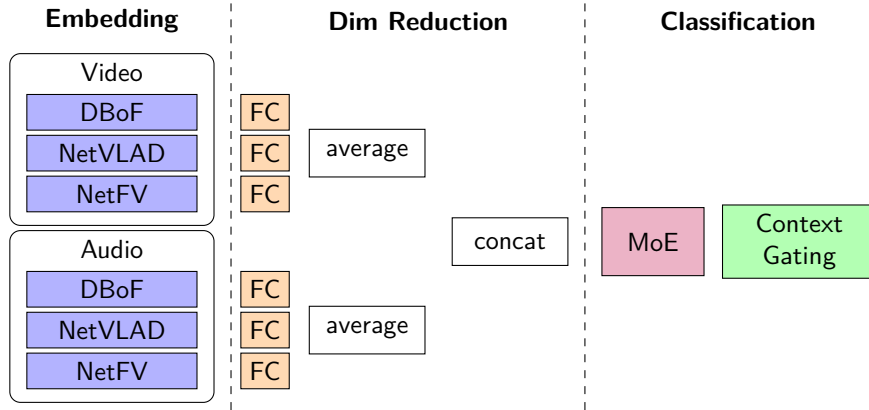 Embedding
Dim Reduction
Classification
Video
DBoF
NetVLAD
NetFV
FC
FC
FC
average
Audio
DBoF
NetVLAD
NetFV
FC
FC
FC
average
concat
MoE
Context
Gating